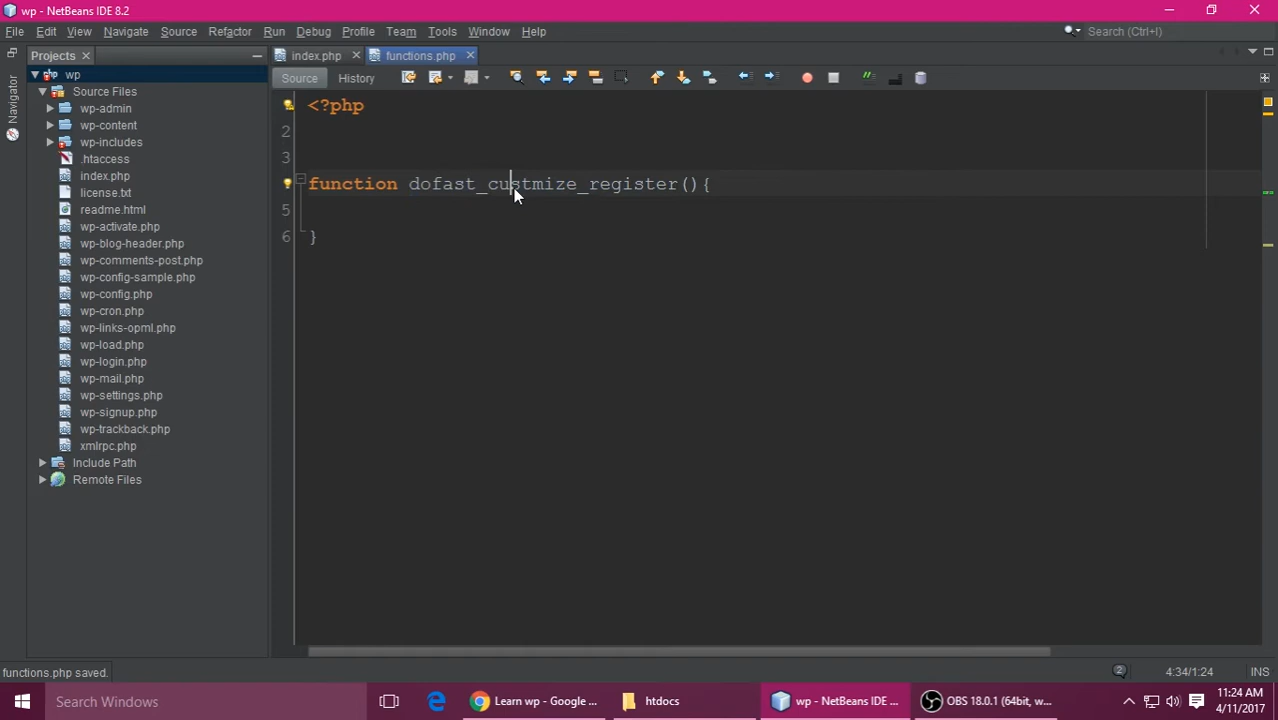 wp - NetBeans IDE 8.2
File Edit View Navigate Source Refactor Run Debug Profile Team Tools Window Help
Search (Ctrl+I)
Projects
index.php
functions.php
Navigator
wp
Source Files
wp-admin
wp-content
wp-includes
.htaccess
index.php
license.txt
readme.html
wp-activate.php
wp-blog-header.php
wp-comments-post.php
wp-config-sample.php
wp-config.php
wp-cron.php
wp-links-opml.php
wp-load.php
wp-login.php
wp-mail.php
wp-settings.php
wp-signup.php
wp-trackback.php
xmlrpc.php
Include Path
Remote Files
Source History
<?php
2
3
function dofast_custmize_register(){
5
6 }
functions.php saved.
2
4:34/1:24
INS
Search Windows
Learn wp - Google ...
htdocs
wp - NetBeans IDE ...
OBS 18.0.1 (64bit, w...
11:24 AM
4/11/2017